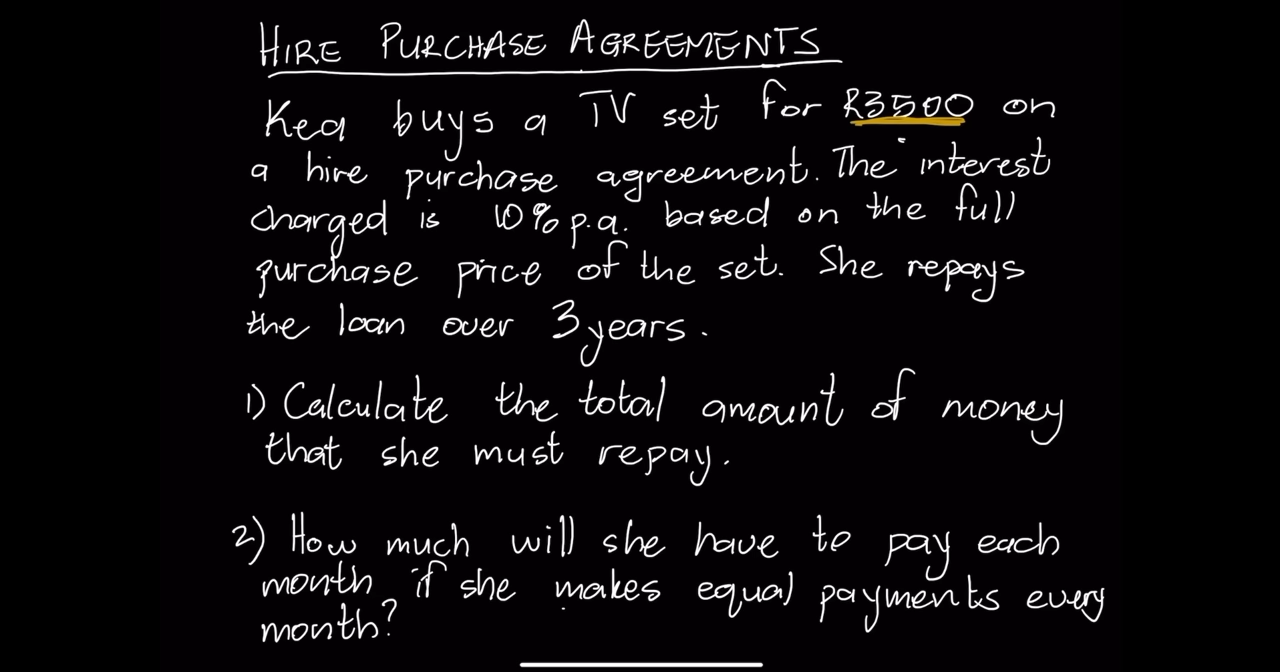 HIRE PURCHASE AGREEMENTS
Kea buys a TV set for R3500 on
a hire purchase agreement. The interest
charged is 10% p.a. based on the full
purchase price of the set. She repays
the loan over 3 years.
1) Calculate the total amount of money
that she must repay.
2) How much will she have to pay each
month if she makes equal payments every
month?